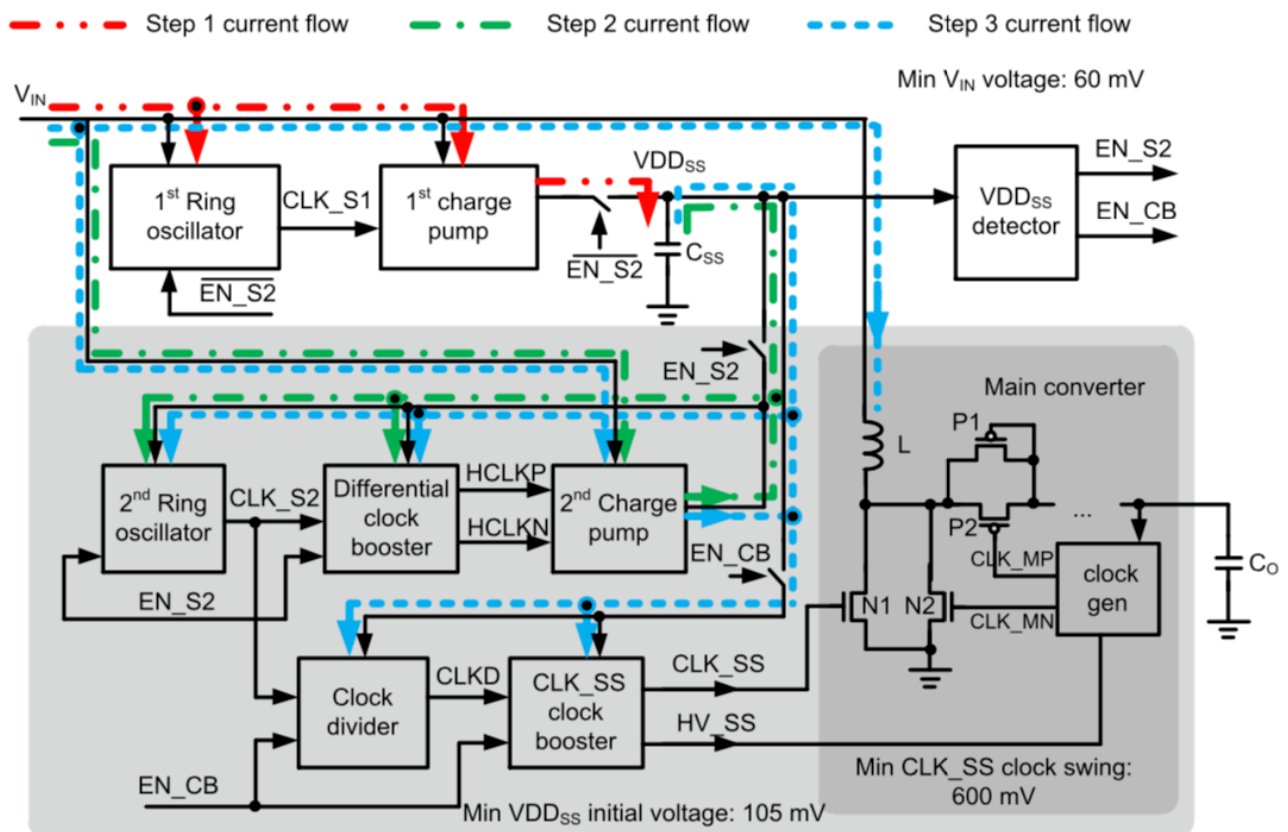 Step 1 current flow
Step 2 current flow
Step 3 current flow
Min VIN voltage: 60 mV
VIN
1st Ring oscillator
CLK_S1
1st charge pump
VDDSS
EN_S2
CSS
EN_S2
VDDSS detector
EN_S2
EN_CB
EN_S2
Main converter
P1
L
P2
2nd Ring oscillator
CLK_S2
Differential clock booster
HCLKP
HCLKN
2nd Charge pump
EN_CB
...
CLK_MP
clock gen
CO
EN_S2
N1
N2
CLK_MN
Clock divider
CLKD
CLK_SS clock booster
CLK_SS
HV_SS
EN_CB
Min VDDSS initial voltage: 105 mV
Min CLK_SS clock swing:
600 mV